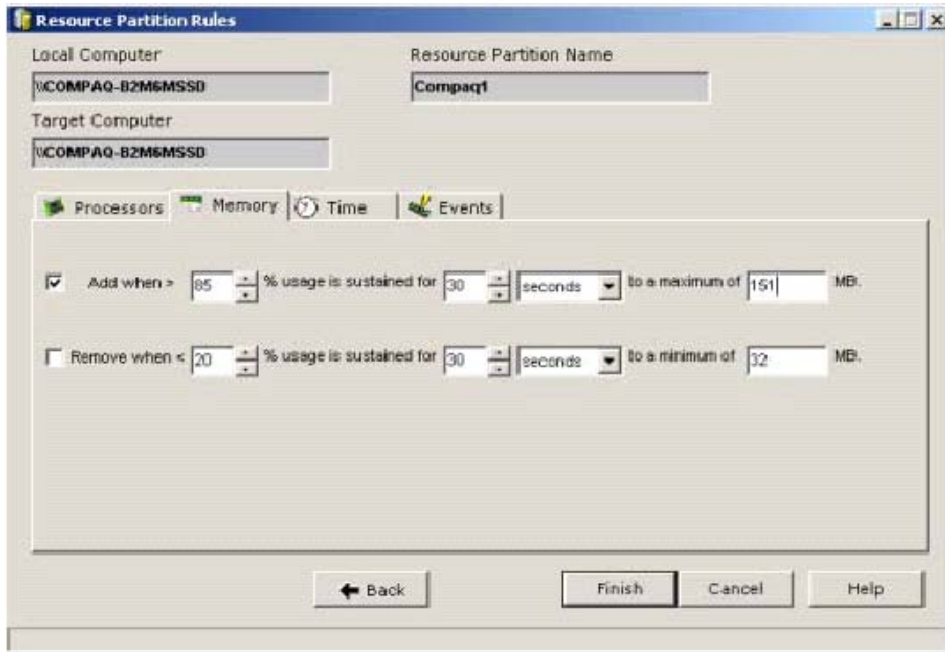 Resource Partition Rules
Local Computer
Resource Partition Name
\\COMPAQ-B2M6MSSD
Compaq1
Target Computer
\\COMPAQ-B2M6MSSD
Processors Memory Time Events
Add when > 85 % usage is sustained for 30 seconds to a maximum of 151 MB.
Remove when < 20 % usage is sustained for 30 seconds to a minimum of 32 MB.
Back Finish Cancel Help